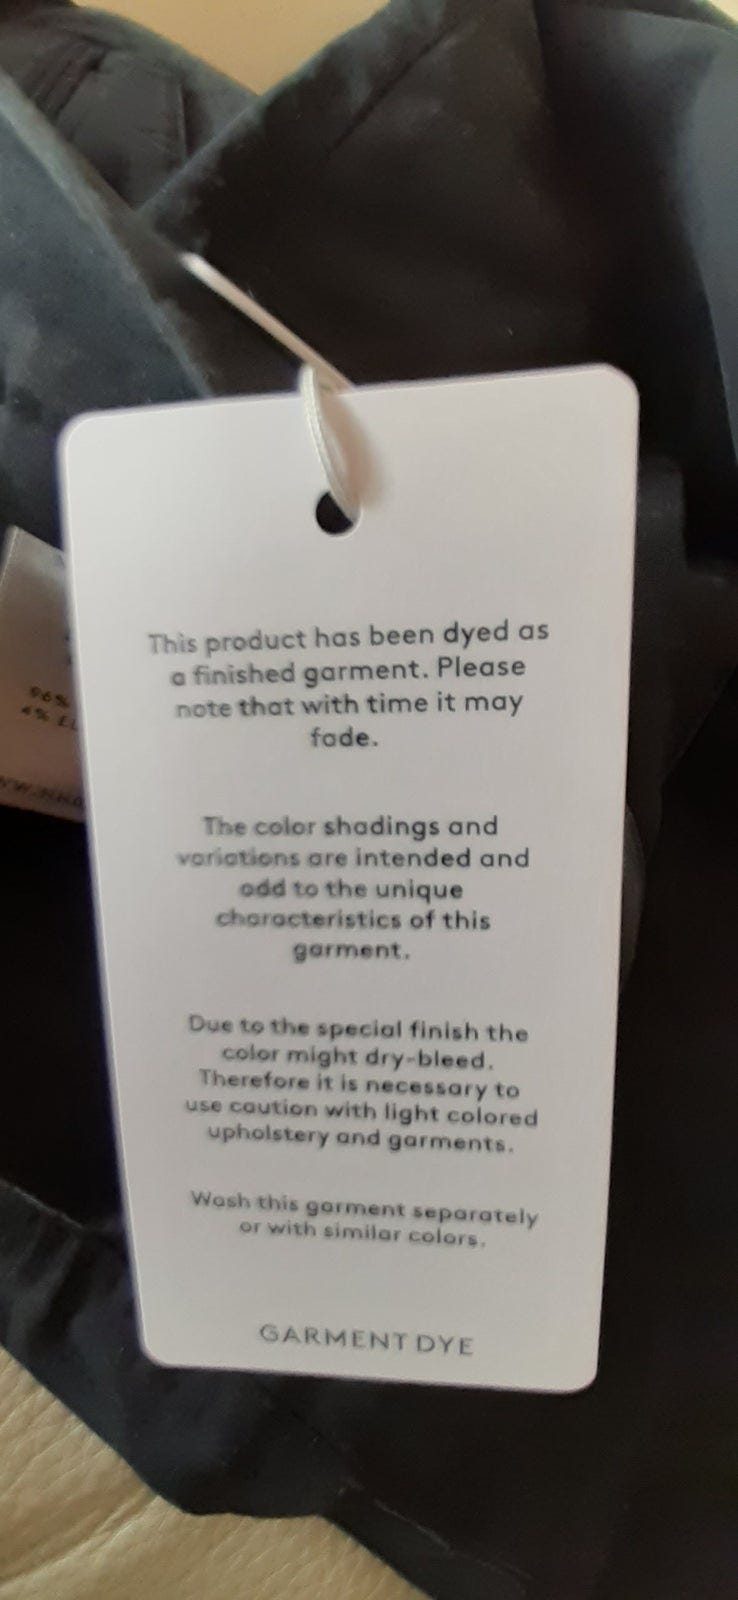 This product has been dyed as
a finished garment. Please
note that with time it may
fade.
The color shadings and
variations are intended and
add to the unique
characteristics of this
garment.
Due to the special finish the
color might dry-bleed.
Therefore it is necessary to
use caution with light colored
upholstery and garments.
Wash this garment separately
or with similar colors.
GARMENT DYE
96%
4% EL